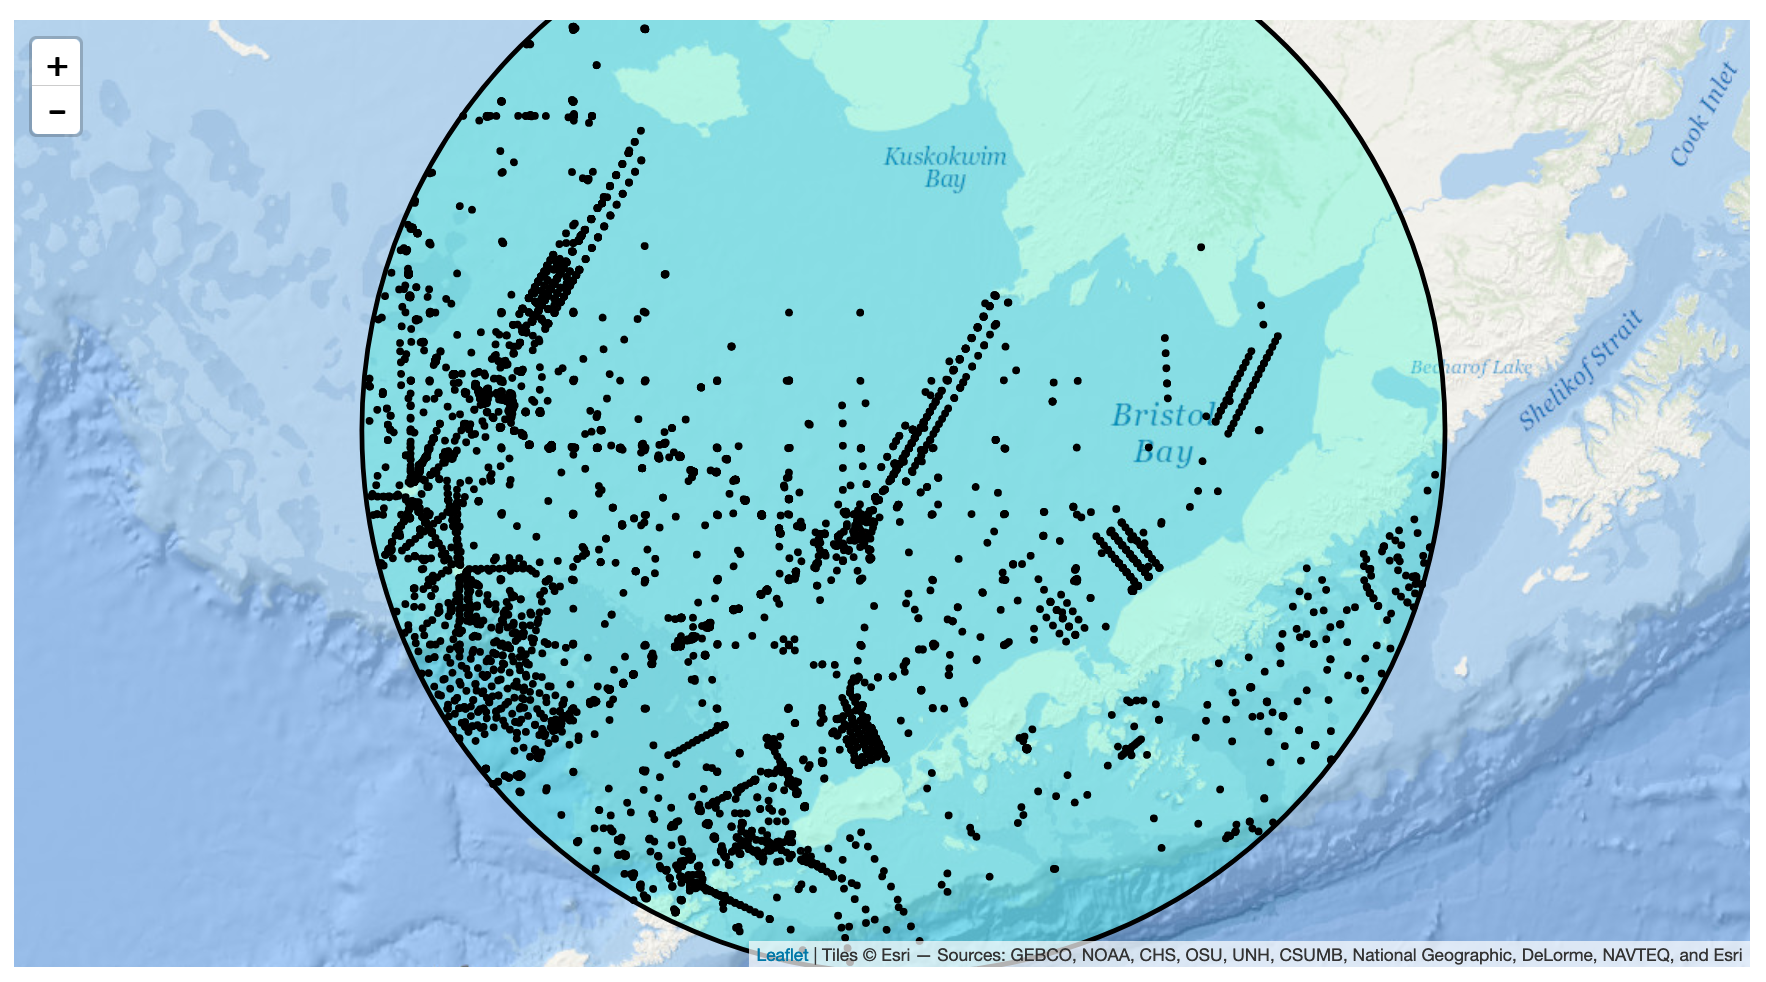 +
−
Kuskokwim
Bay
Cook Inlet
Shelikof Strait
Becharof Lake
Bristol
Bay
Leaflet | Tiles © Esri — Sources: GEBCO, NOAA, CHS, OSU, UNH, CSUMB, National Geographic, DeLorme, NAVTEQ, and Esri